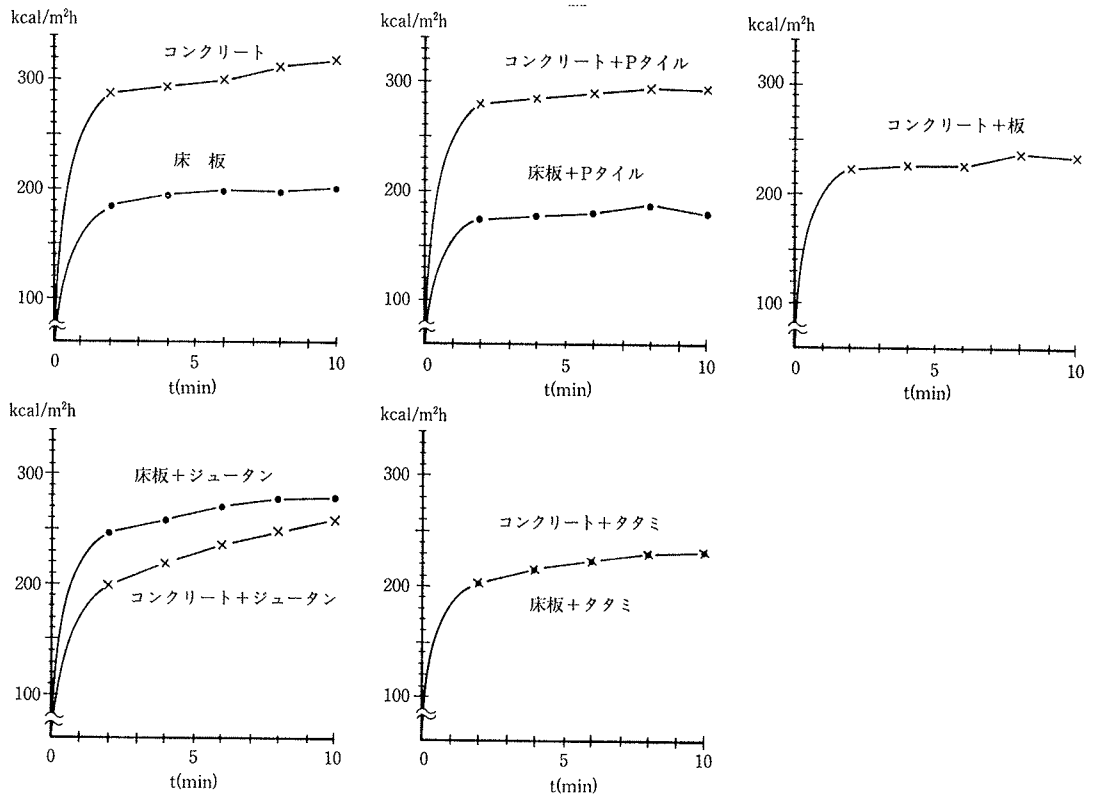 kcal/m²h
コンクリート
300
床 板
200
100
0
5
10
t(min)
kcal/m²h
コンクリート+Pタイル
300
床板+Pタイル
200
100
0
5
10
t(min)
kcal/m²h
300
コンクリート+板
200
100
0
5
10
t(min)
kcal/m²h
300
床板+ジュータン
200
コンクリート+ジュータン
100
0
5
10
t(min)
kcal/m²h
300
コンクリート+タタミ
200
床板+タタミ
100
0
5
10
t(min)